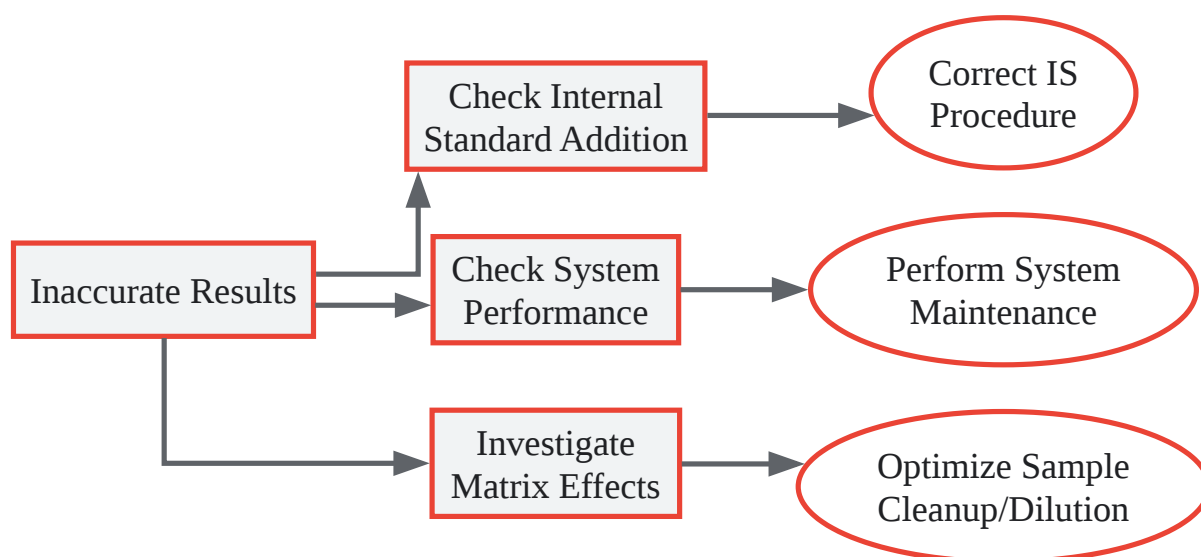 Inaccurate Results
Check Internal
Standard Addition
Correct IS
Procedure
Check System
Performance
Perform System
Maintenance
Investigate
Matrix Effects
Optimize Sample
Cleanup/Dilution